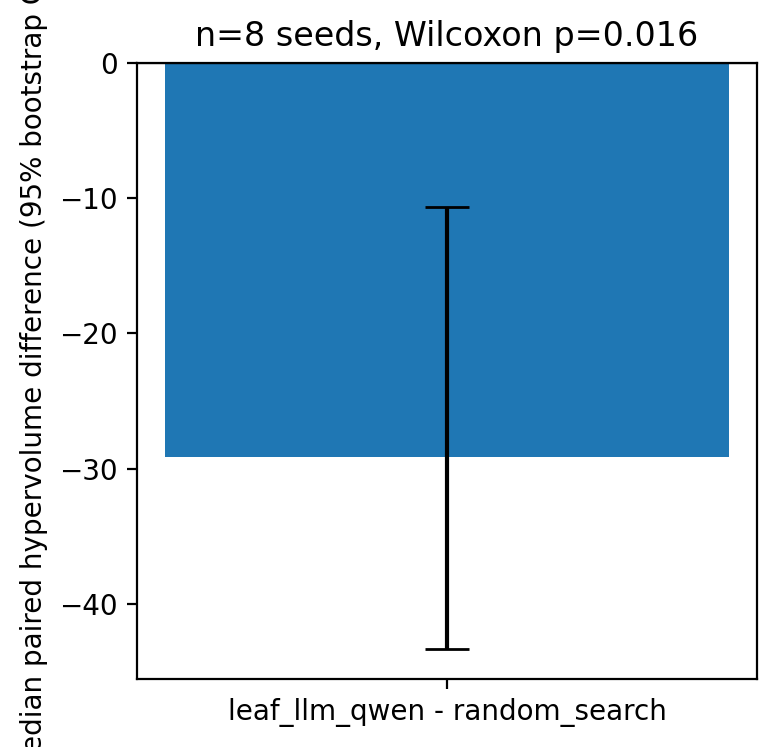 n=8 seeds, Wilcoxon p=0.016
edian paired hypervolume difference (95% bootstrap
0
−10
−20
−30
−40
leaf_llm_qwen - random_search